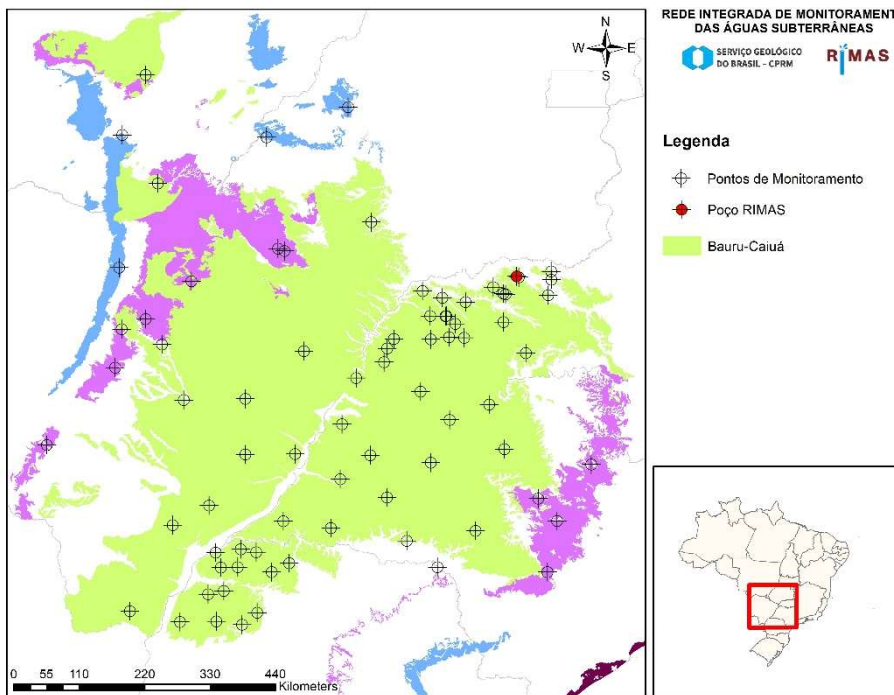 REDE INTEGRADA DE MONITORAMENT
DAS ÁGUAS SUBTERRÂNEAS
SERVIÇO GEOLÓGICO
DO BRASIL – CPRM
RIMAS
N
W
E
S
Legenda
Pontos de Monitoramento
Poço RIMAS
Bauru-Caiuá
0 55 110 220 330 440
Kilometers